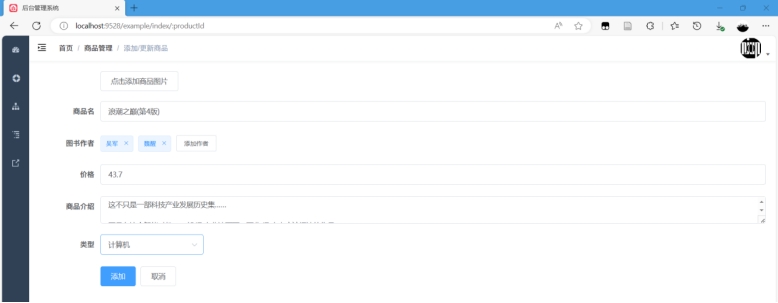 后台管理系统
localhost:9528/example/index/:productId
首页 / 商品管理 / 添加/更新商品
点击添加商品图片
商品名 浪潮之巅(第4版)
图书作者 吴军 添加作者
价格 43.7
商品介绍 这不只是一部科技产业发展历史集……
类型 计算机
添加 取消